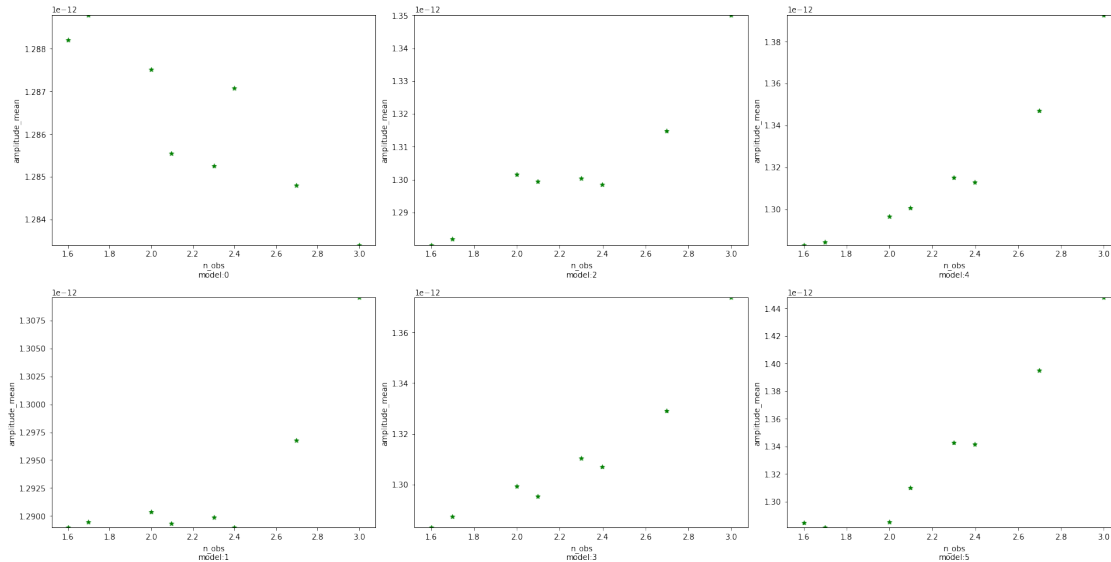 1e-12
1.288
1.287
1.286
1.285
1.284
amplitude_mean
1.6 1.8 2.0 2.2 2.4 2.6 2.8 3.0
n_obs
model:0
1e-12
1.35
1.34
1.33
1.32
1.31
1.30
1.29
amplitude_mean
1.6 1.8 2.0 2.2 2.4 2.6 2.8 3.0
n_obs
model:2
1e-12
1.38
1.36
1.34
1.32
1.30
amplitude_mean
1.6 1.8 2.0 2.2 2.4 2.6 2.8 3.0
n_obs
model:4
1e-12
1.3075
1.3050
1.3025
1.3000
1.2975
1.2950
1.2925
1.2900
amplitude_mean
1.6 1.8 2.0 2.2 2.4 2.6 2.8 3.0
n_obs
model:1
1e-12
1.36
1.34
1.32
1.30
amplitude_mean
1.6 1.8 2.0 2.2 2.4 2.6 2.8 3.0
n_obs
model:3
1e-12
1.44
1.42
1.40
1.38
1.36
1.34
1.32
1.30
amplitude_mean
1.6 1.8 2.0 2.2 2.4 2.6 2.8 3.0
n_obs
model:5